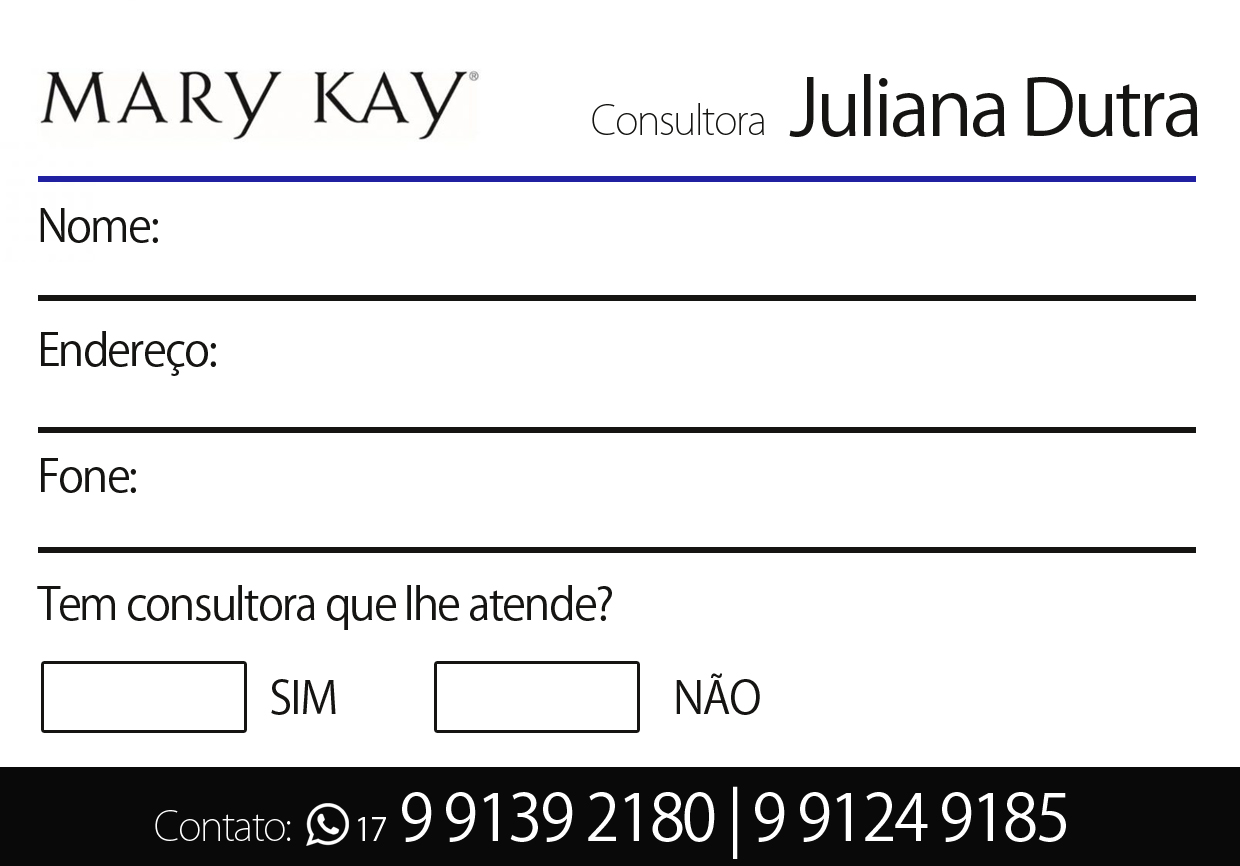 MARY KAY®
Consultora Juliana Dutra
Nome:
Endereço:
Fone:
Tem consultora que lhe atende?
SIM NÃO
Contato: 17 9 9139 2180 | 9 9124 9185